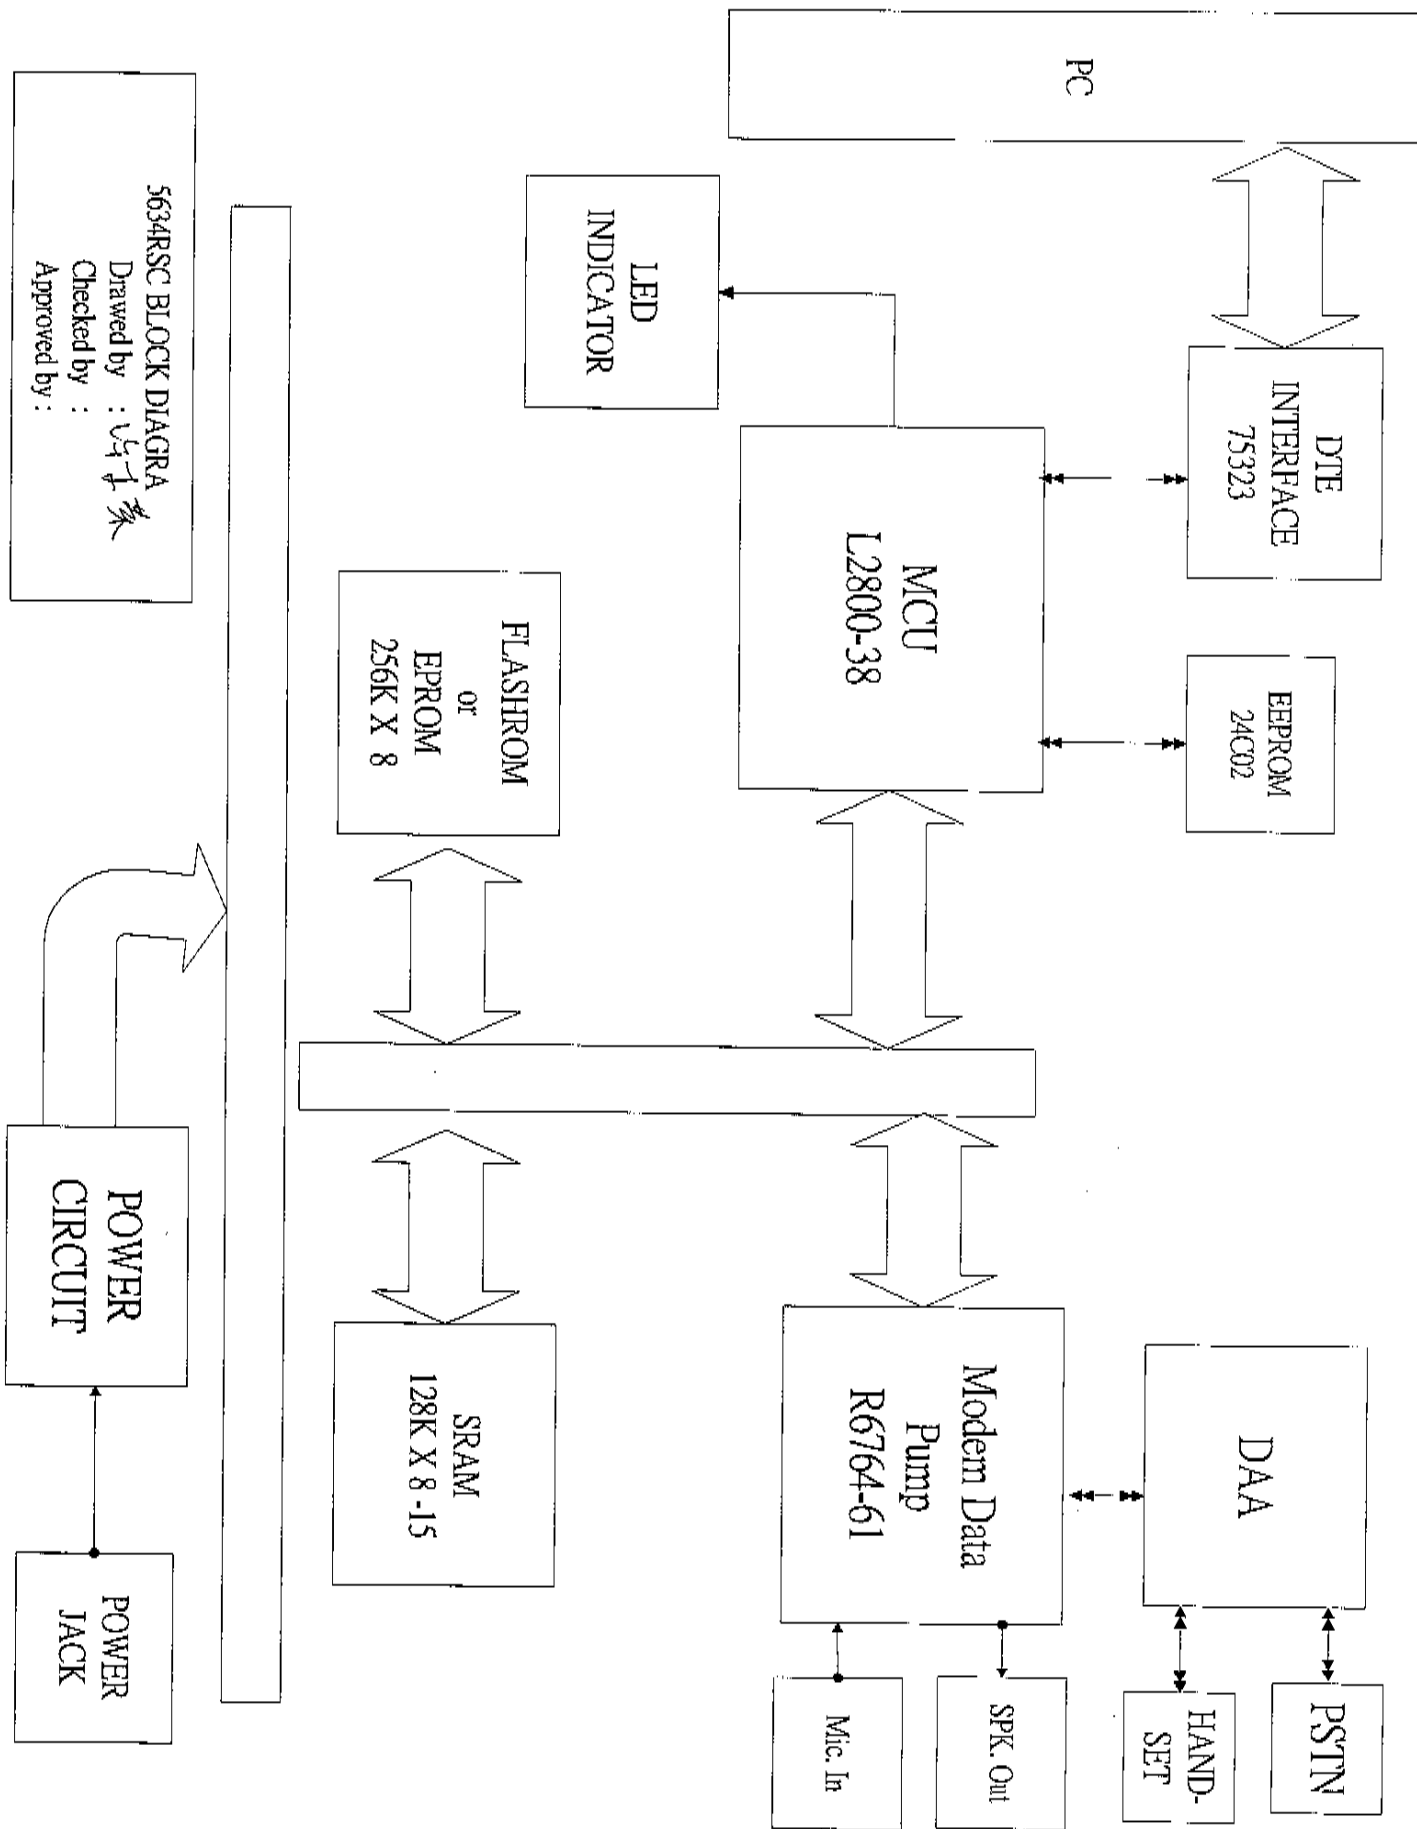 PC
DTE
INTERFACE
75323
EEPROM
24C02
DAA
PSTN
HAND-
SET
LED
INDICATOR
MCU
L2800-38
Modem Data
Pump
R6764-61
SPK. Out
Mic. In
FLASHROM
or
EPROM
256K X 8
SRAM
128K X 8 -15
5634RSC BLOCK DIAGRA
Drawed by :
Checked by :
Approved by :
POWER
CIRCUIT
POWER
JACK